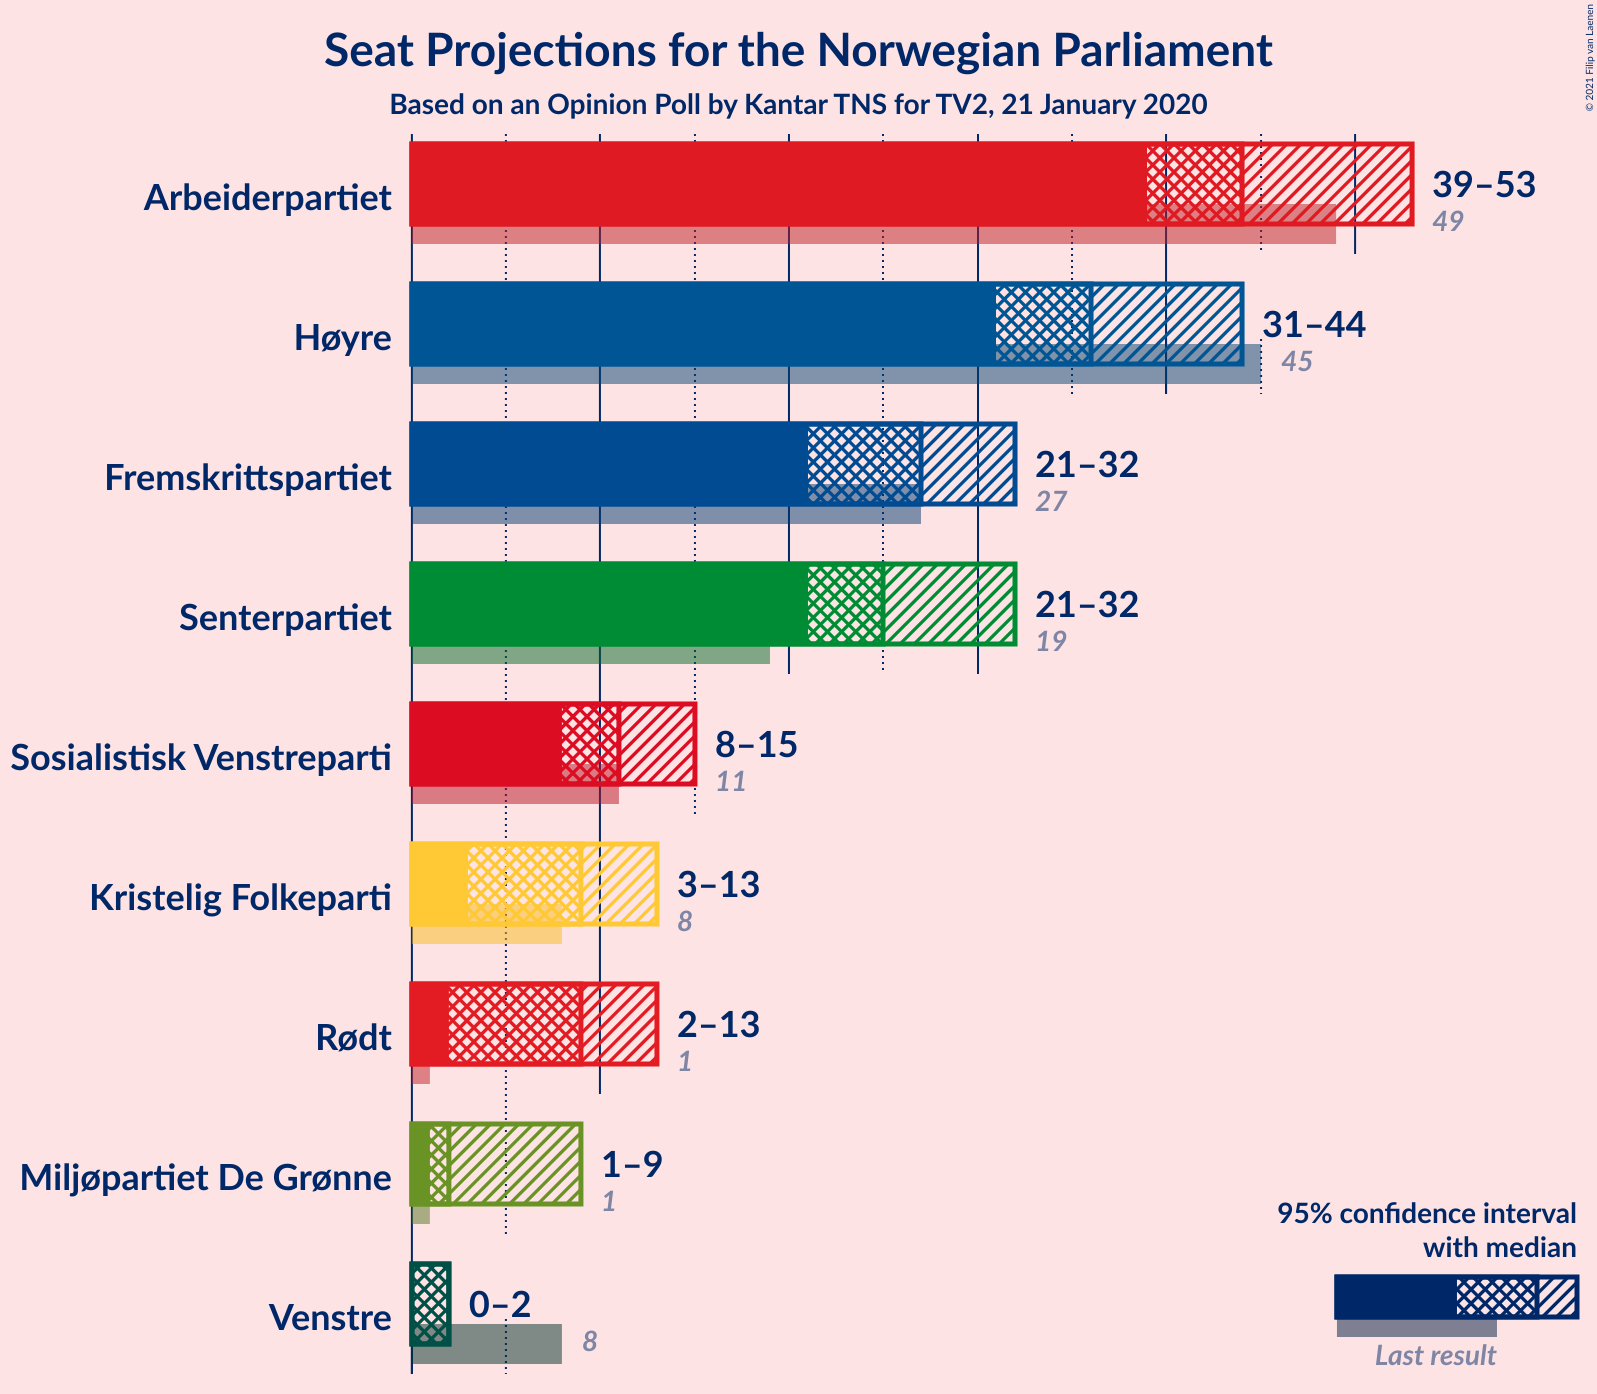 Seat Projections for the Norwegian Parliament
Based on an Opinion Poll by Kantar TNS for TV2, 21 January 2020
© 2021 Filip van Laenen
Arbeiderpartiet
39–53
49
Høyre
31–44
45
Fremskrittspartiet
21–32
27
Senterpartiet
21–32
19
Sosialistisk Venstreparti
8–15
11
Kristelig Folkeparti
3–13
8
Rødt
2–13
1
Miljøpartiet De Grønne
1–9
1
Venstre
0–2
8
95% confidence interval
with median
Last result